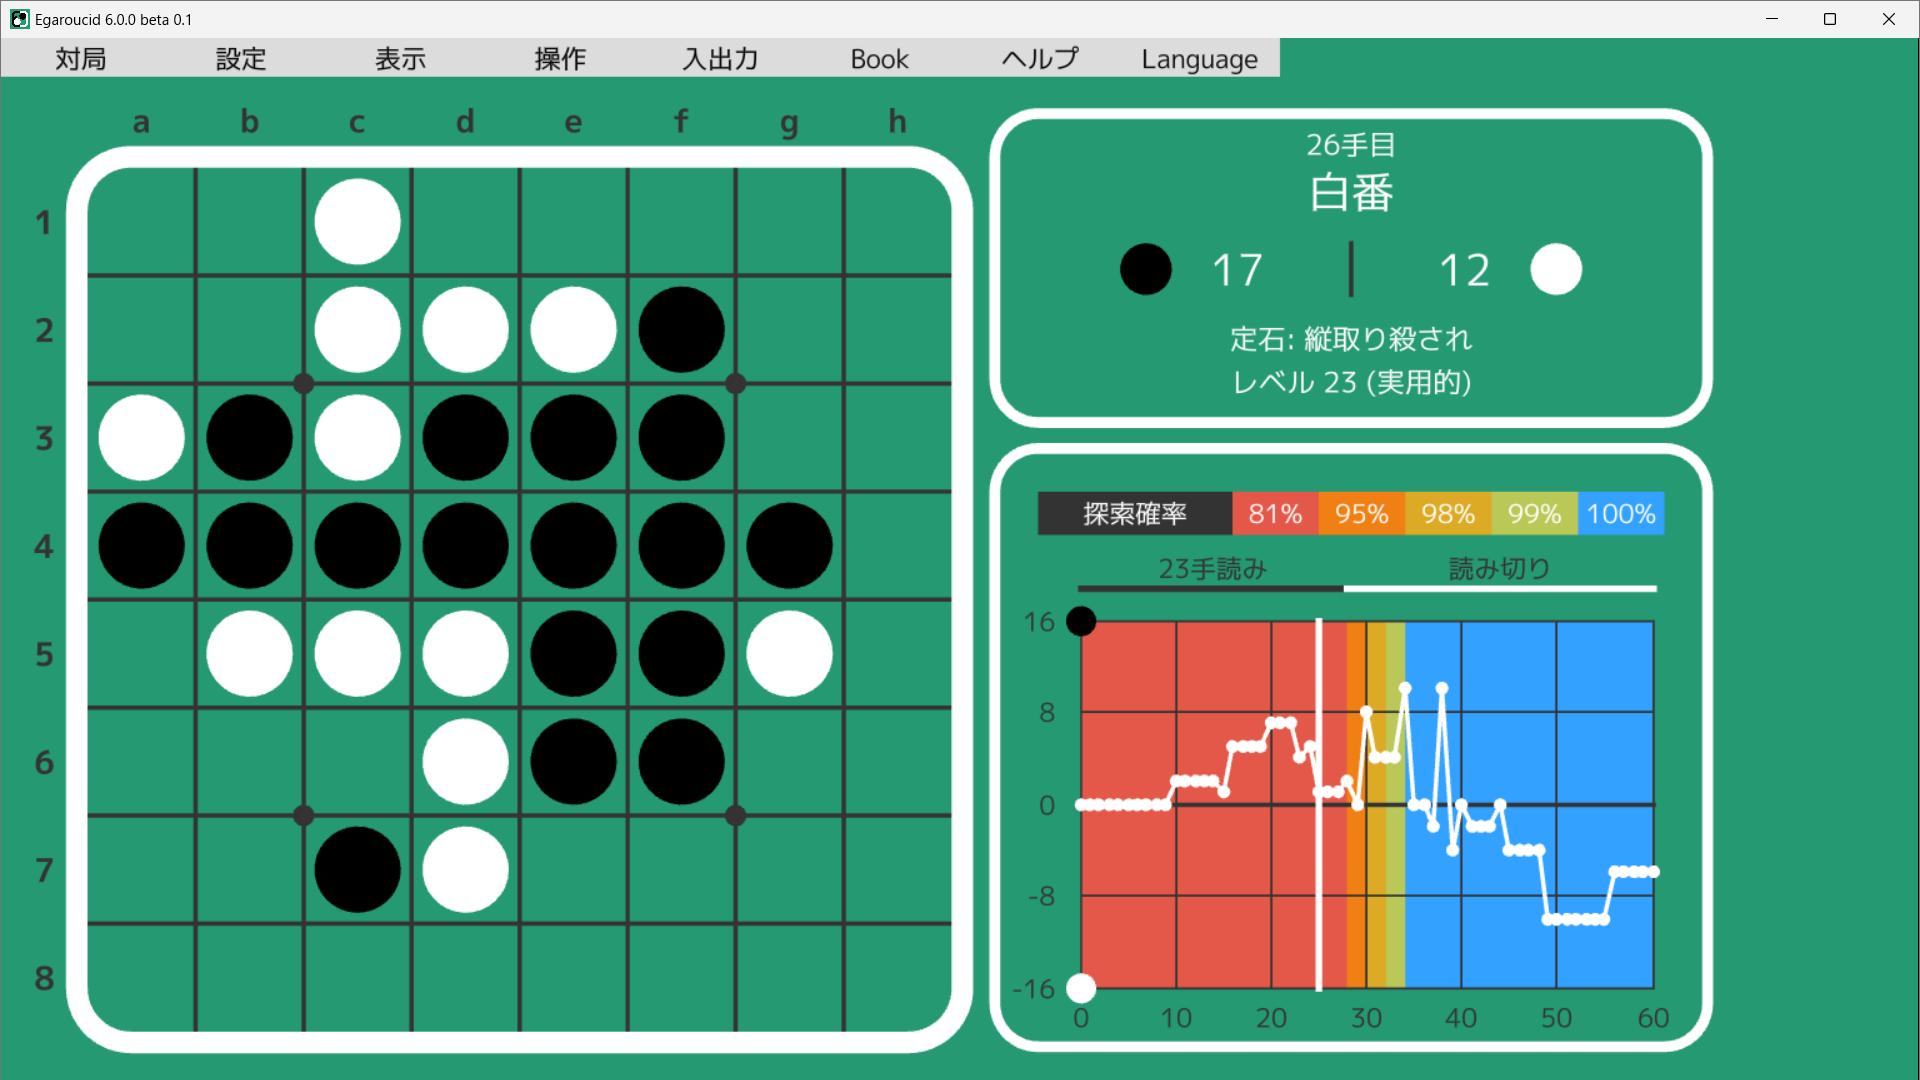 Egaroucid 6.0.0 beta 0.1
対局 設定 表示 操作 入出力 Book ヘルプ Language
a b c d e f g h
1
2
3
4
5
6
7
8
26手目
白番
17 12
定石: 縦取り殺され
レベル 23 (実用的)
探索確率 81% 95% 98% 99% 100%
23手読み 読み切り
16
8
0
-8
-16
0 10 20 30 40 50 60